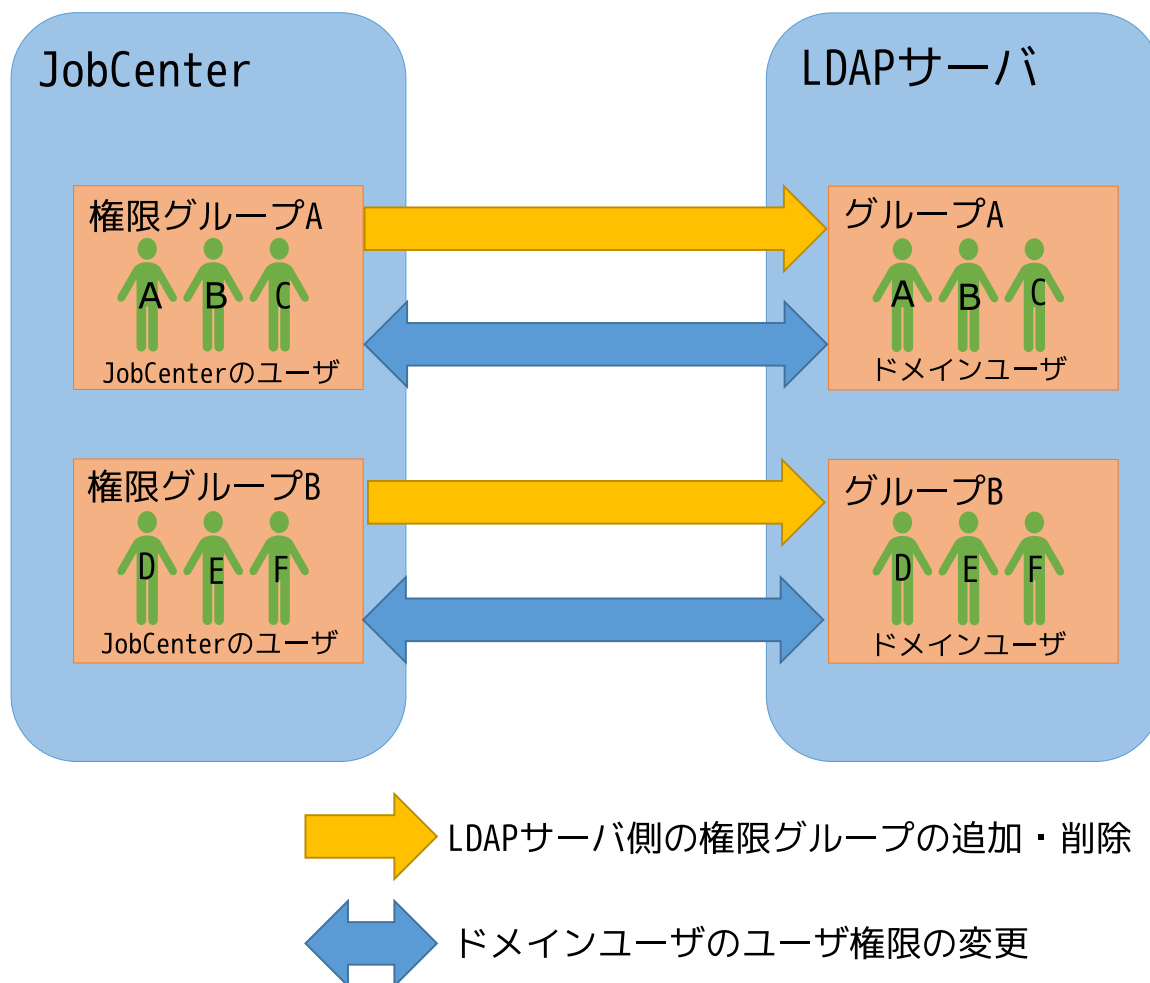 JobCenter
LDAPサーバ
権限グループA
A B C
JobCenterのユーザ
グループA
A B C
ドメインユーザ
権限グループB
D E F
JobCenterのユーザ
グループB
D E F
ドメインユーザ
LDAPサーバ側の権限グループの追加・削除
ドメインユーザのユーザ権限の変更